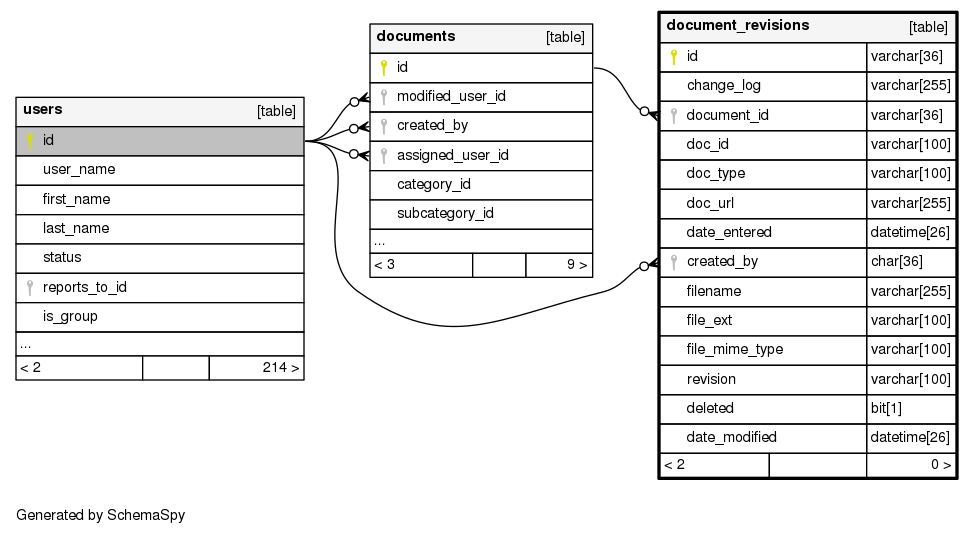 users [table]
id
user_name
first_name
last_name
status
reports_to_id
is_group
...
< 2 214 >
documents [table]
id
modified_user_id
created_by
assigned_user_id
category_id
subcategory_id
...
< 3 9 >
document_revisions [table]
id varchar[36]
change_log varchar[255]
document_id varchar[36]
doc_id varchar[100]
doc_type varchar[100]
doc_url varchar[255]
date_entered datetime[26]
created_by char[36]
filename varchar[255]
file_ext varchar[100]
file_mime_type varchar[100]
revision varchar[100]
deleted bit[1]
date_modified datetime[26]
< 2 0 >
Generated by SchemaSpy